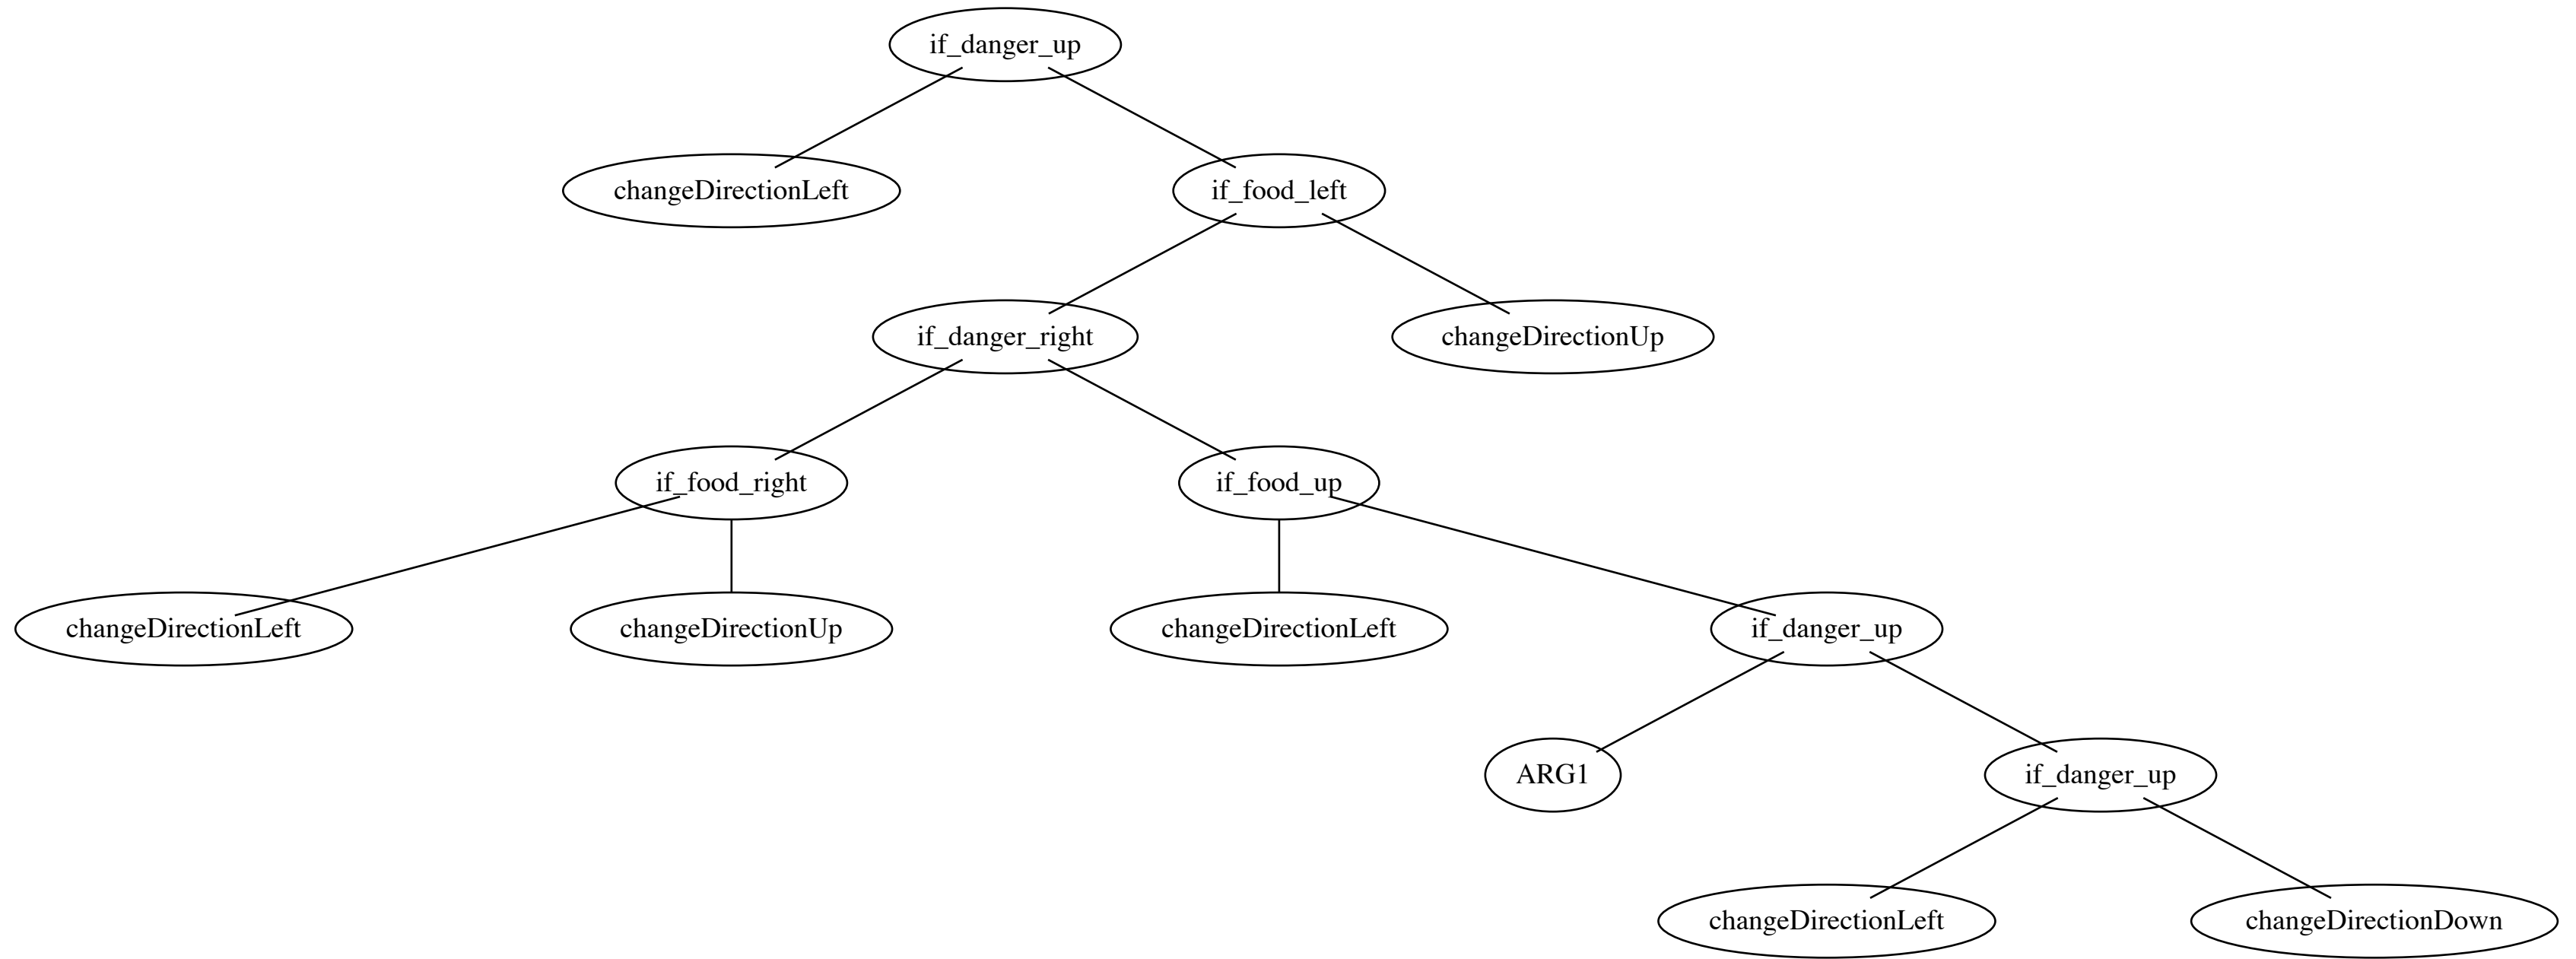 if_danger_up
changeDirectionLeft
if_food_left
if_danger_right
changeDirectionUp
if_food_right
if_food_up
changeDirectionLeft
changeDirectionUp
changeDirectionLeft
if_danger_up
ARG1
if_danger_up
changeDirectionLeft
changeDirectionDown